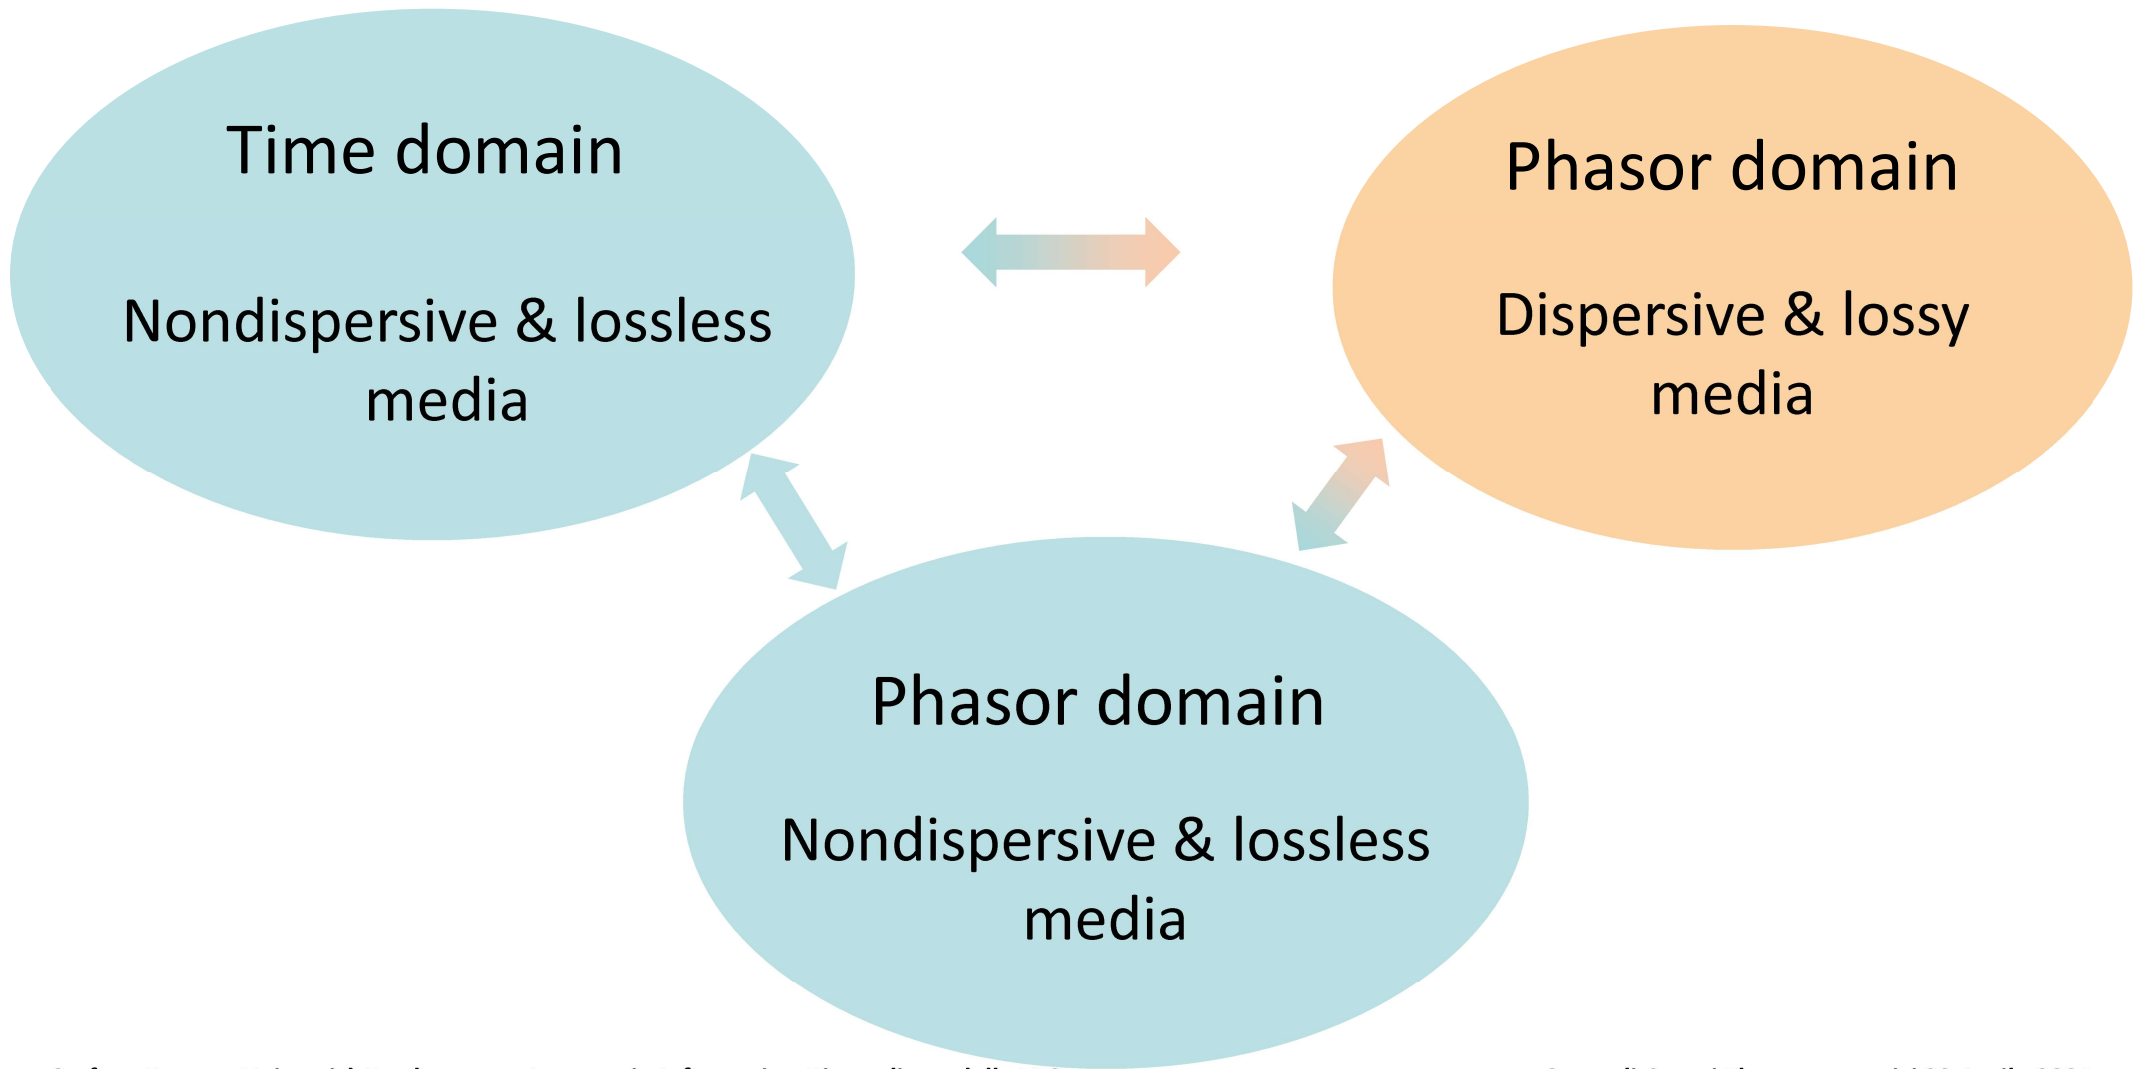 Time domain
Nondispersive & lossless
media
Phasor domain
Dispersive & lossy
media
Phasor domain
Nondispersive & lossless
media